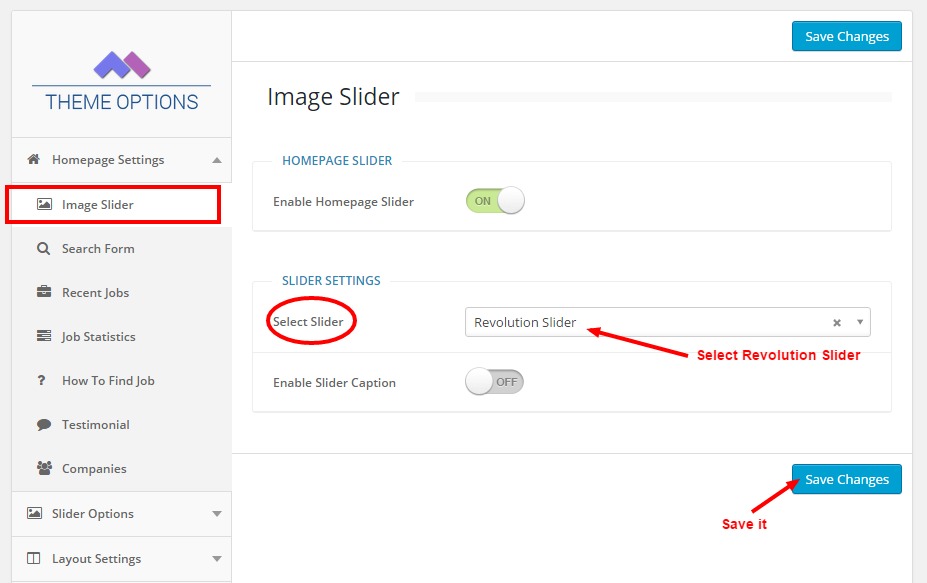 Save Changes
THEME OPTIONS
Image Slider
Homepage Settings
HOMEPAGE SLIDER
Image Slider
Enable Homepage Slider
ON
Search Form
Recent Jobs
SLIDER SETTINGS
Select Slider
Revolution Slider
Job Statistics
Select Revolution Slider
How To Find Job
Enable Slider Caption
OFF
Testimonial
Companies
Save Changes
Slider Options
Save it
Layout Settings